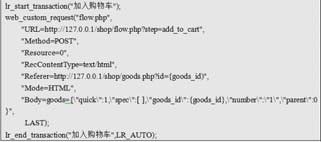 lr_start_transaction("加入购物车");
web_custom_request("flow.php",
"URL=http://127.0.0.1/shop/flow.php?step=add_to_cart",
"Method=POST",
"Resource=0",
"RecContentType=text/html",
"Referer=http://127.0.0.1/shop/goods.php?id={goods_id}",
"Mode=HTML",
"Body=goods={\"quick\":1,\"spec\":[ ],\"goods_id\":{goods_id},\"number\":\"1\",\"parent\":0
}",
LAST);
lr_end_transaction("加入购物车",LR_AUTO);